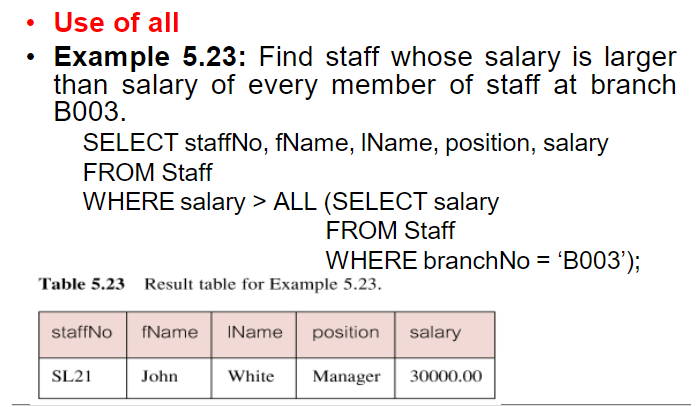 • Use of all
• Example 5.23: Find staff whose salary is larger
than salary of every member of staff at branch
B003.
SELECT staffNo, fName, lName, position, salary
FROM Staff
WHERE salary > ALL (SELECT salary
FROM Staff
WHERE branchNo = ‘B003’);
Table 5.23 Result table for Example 5.23.
staffNo fName lName position salary
SL21 John White Manager 30000.00